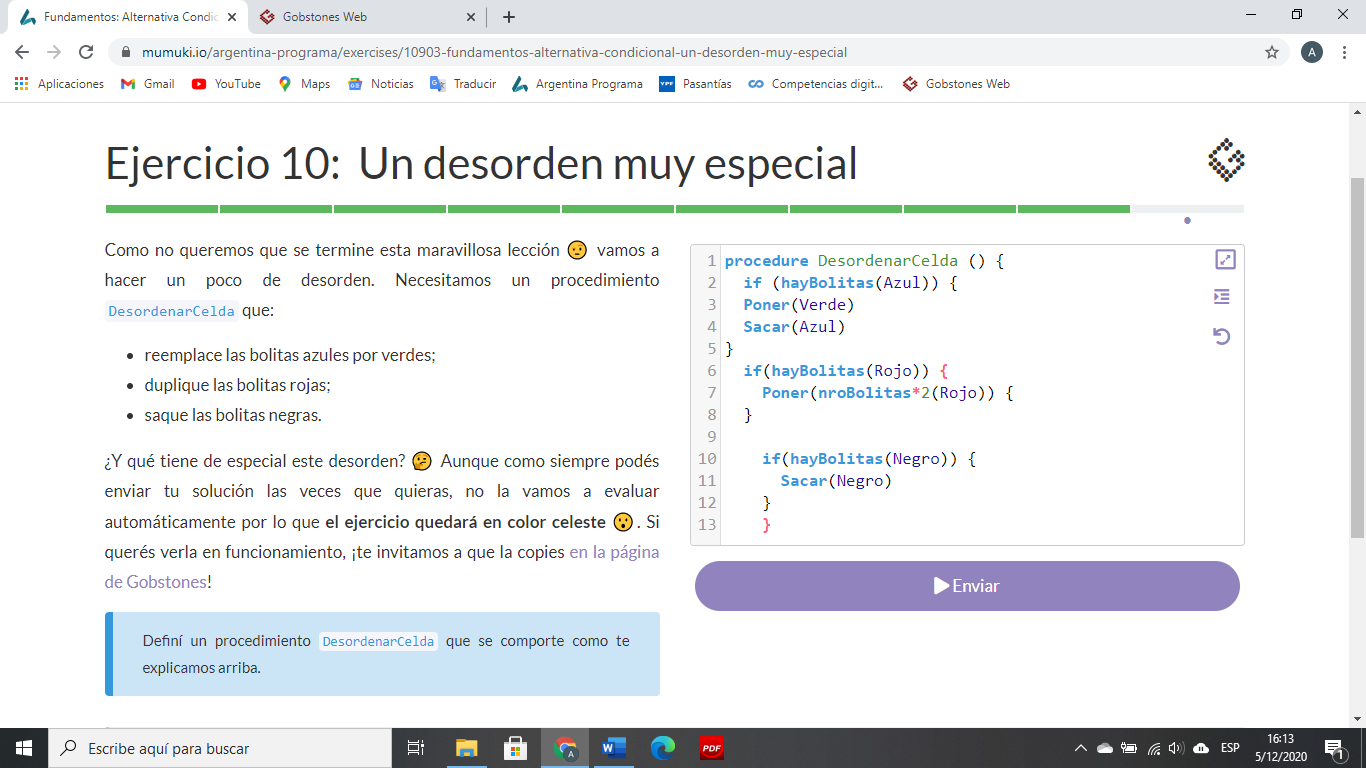 Fundamentos: Alternativa Condic
Gobstones Web
mumuki.io/argentina-programa/exercises/10903-fundamentos-alternativa-condicional-un-desorden-muy-especial
A
Aplicaciones
Gmail
YouTube
Maps
Noticias
Traducir
Argentina Programa
YPF
Pasantías
Competencias digit...
Gobstones Web
Ejercicio 10: Un desorden muy especial
Como no queremos que se termine esta maravillosa lección 😢 vamos a
hacer un poco de desorden. Necesitamos un procedimiento
DesordenarCelda que:
• reemplace las bolitas azules por verdes;
• duplique las bolitas rojas;
• saque las bolitas negras.
¿Y qué tiene de especial este desorden? 🤔 Aunque como siempre podés
enviar tu solución las veces que quieras, no la vamos a evaluar
automáticamente por lo que el ejercicio quedará en color celeste 😮. Si
querés verla en funcionamiento, ¡te invitamos a que la copies en la página
de Gobstones!
Definí un procedimiento DesordenarCelda que se comporte como te
explicamos arriba.
1 procedure DesordenarCelda () {
2 if (hayBolitas(Azul)) {
3 Poner(Verde)
4 Sacar(Azul)
5 }
6 if(hayBolitas(Rojo)) {
7 Poner(nroBolitas*2(Rojo)) {
8 }
9
10 if(hayBolitas(Negro)) {
11 Sacar(Negro)
12 }
13 }
Enviar
Escribe aquí para buscar
A
W
PDF
ESP
16:13
5/12/2020
1